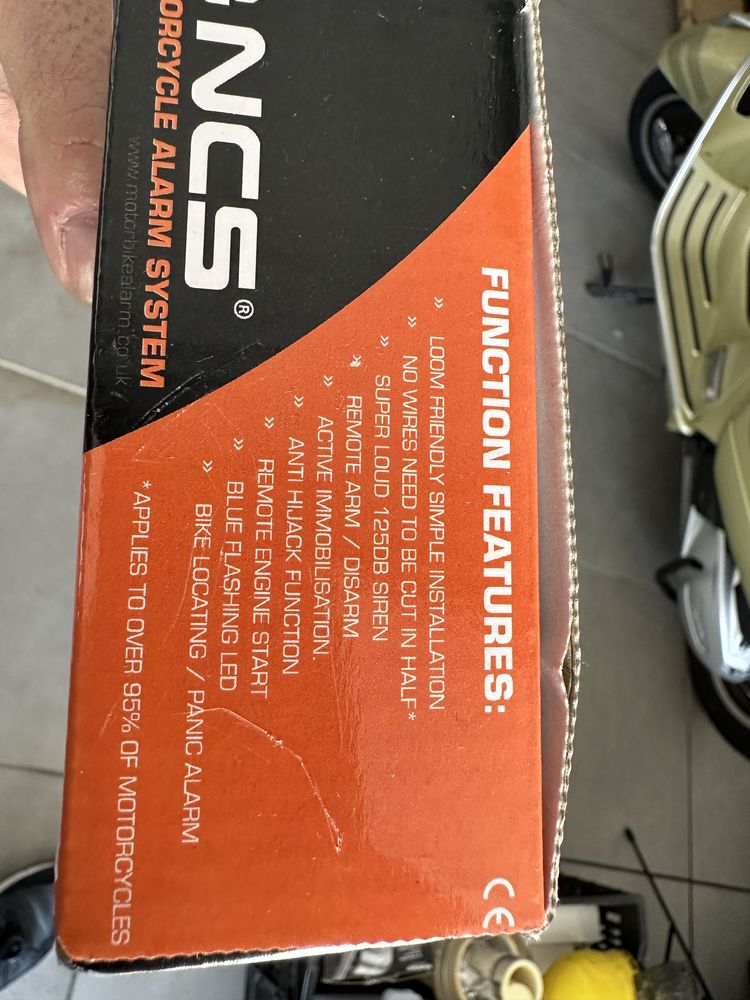 NCS®
ORCYCLE ALARM SYSTEM
www.motorbikealarm.co.uk
FUNCTION FEATURES:
» LOOM FRIENDLY SIMPLE INSTALLATION
» NO WIRES NEED TO BE CUT IN HALF*
» SUPER LOUD 125DB SIREN
» REMOTE ARM / DISARM
» ACTIVE IMMOBILISATION.
» ANTI HIJACK FUNCTION
» REMOTE ENGINE START
» BLUE FLASHING LED
» BIKE LOCATING / PANIC ALARM
*APPLIES TO OVER 95% OF MOTORCYCLES
CE